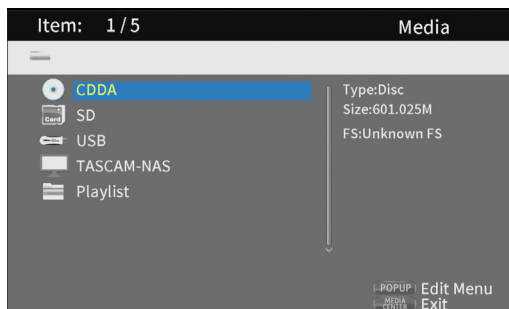 Item: 1/5 Media
CDDA
Card SD
USB
TASCAM-NAS
Playlist
Type:Disc
Size:601.025M
FS:Unknown FS
POPUP Edit Menu
MEDIA CENTER Exit